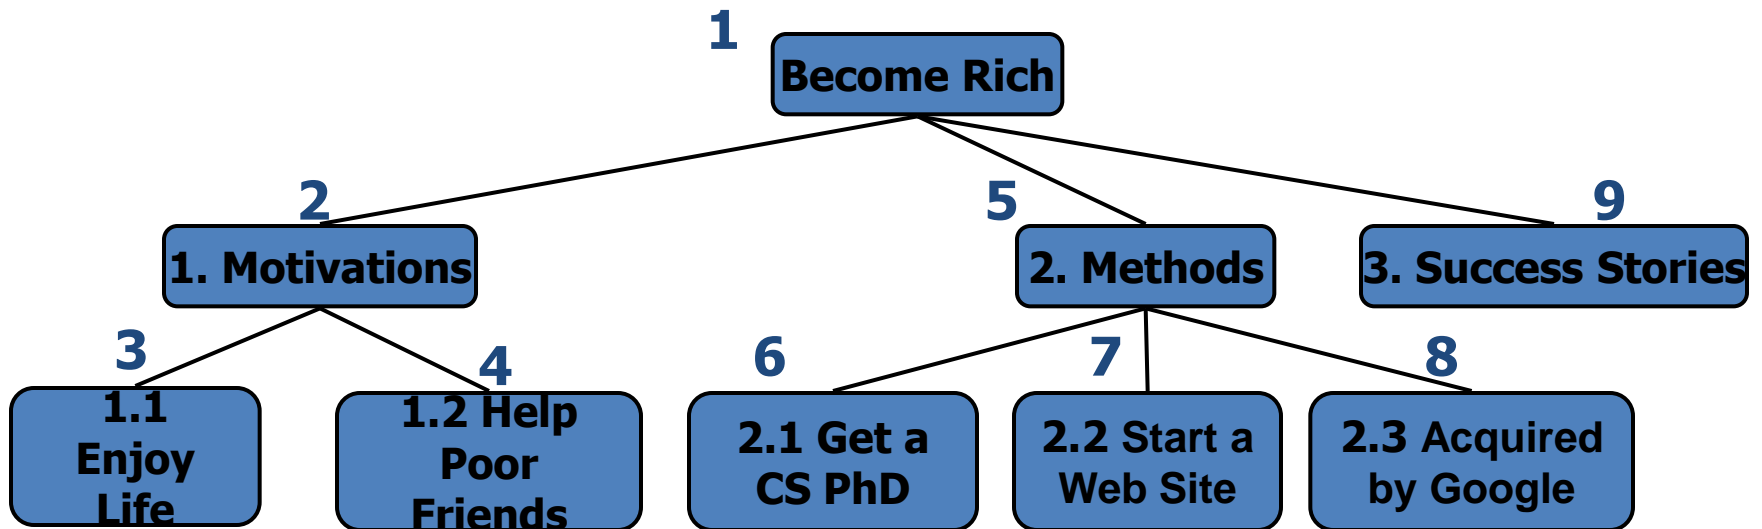 1
Become Rich
2
5
9
1. Motivations
2. Methods
3. Success Stories
3
4
6
7
8
1.1
Enjoy
Life
1.2 Help
Poor
Friends
2.1 Get a
CS PhD
2.2 Start a
Web Site
2.3 Acquired
by Google